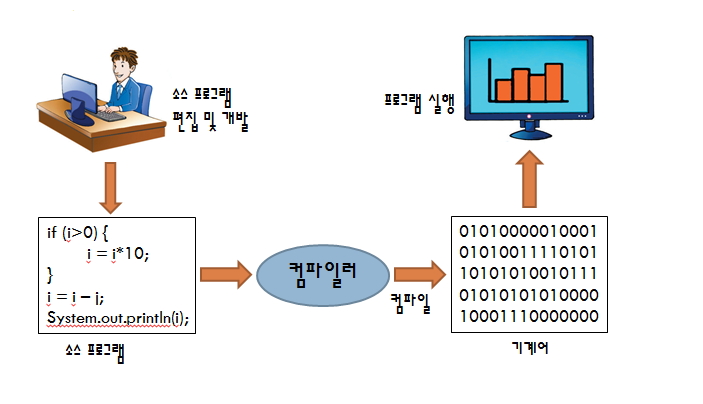 소스 프로그램
편집 및 개발
프로그램 실행
if (i>0) {
i = i*10;
}
i = i – i;
System.out.println(i);
소스 프로그램
컴파일러
컴파일
01010000010001
01010011110101
10101010010111
01010101010000
10001110000000
기계어